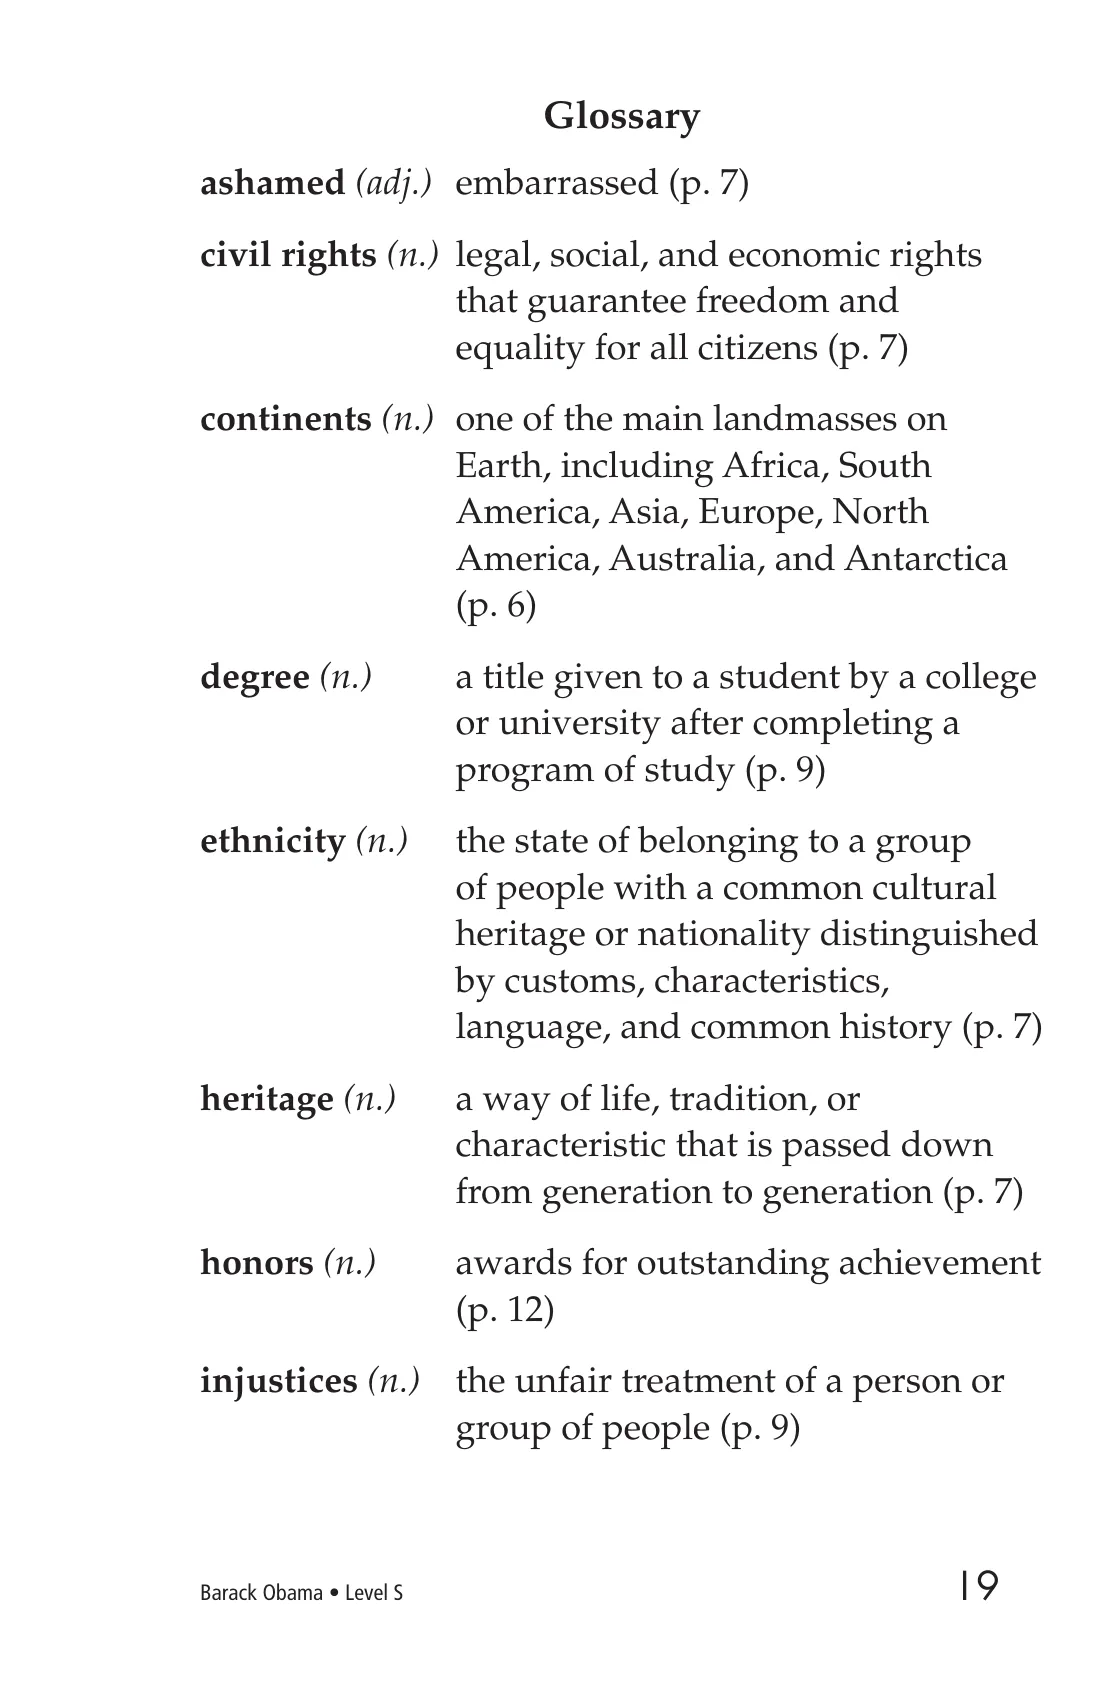 Glossary
ashamed (adj.) embarrassed (p. 7)
civil rights (n.) legal, social, and economic rights
that guarantee freedom and
equality for all citizens (p. 7)
continents (n.) one of the main landmasses on
Earth, including Africa, South
America, Asia, Europe, North
America, Australia, and Antarctica
(p. 6)
degree (n.) a title given to a student by a college
or university after completing a
program of study (p. 9)
ethnicity (n.) the state of belonging to a group
of people with a common cultural
heritage or nationality distinguished
by customs, characteristics,
language, and common history (p. 7)
heritage (n.) a way of life, tradition, or
characteristic that is passed down
from generation to generation (p. 7)
honors (n.) awards for outstanding achievement
(p. 12)
injustices (n.) the unfair treatment of a person or
group of people (p. 9)
Barack Obama • Level S 19